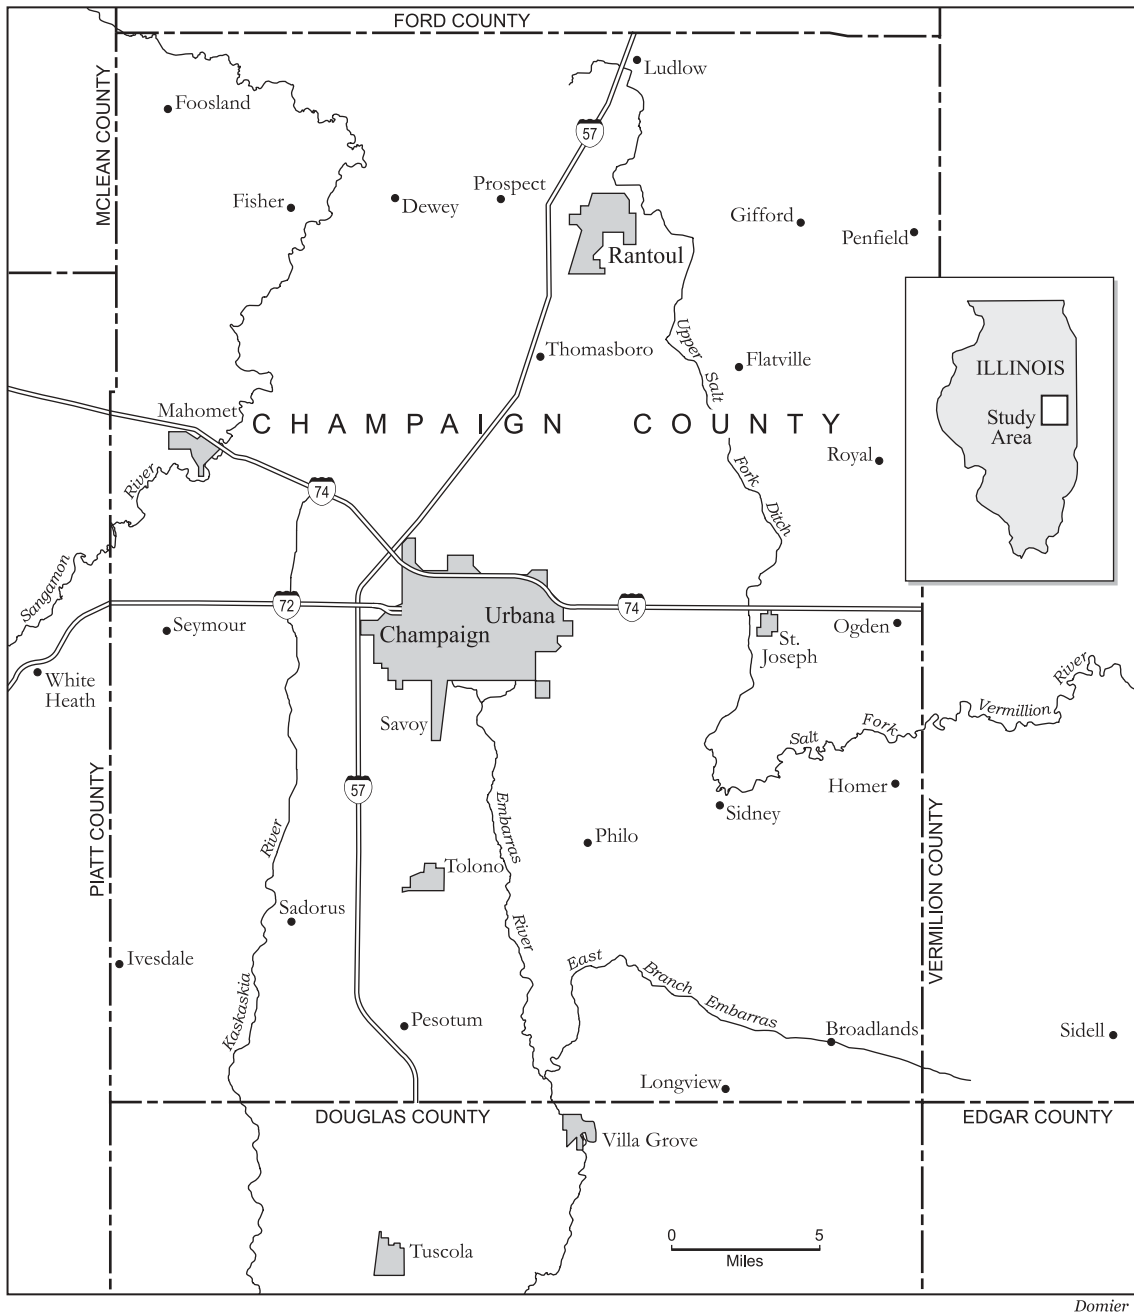 FORD COUNTY
Ludlow
MCLEAN COUNTY
Foosland
57
Prospect
Fisher
Dewey
Gifford
Penfield
Rantoul
Upper
Salt
Fork
Ditch
Thomasboro
Flatville
ILLINOIS
Study
Area
Mahomet
CHAMPAIGN COUNTY
Royal
River
Sangamon
74
72
Urbana
74
Champaign
Seymour
St.
Joseph
Ogden
White
Heath
Savoy
Salt
Fork
Vermillion
River
57
Homer
Sidney
PIATT COUNTY
River
Kaskaskia
Embarras
River
Philo
Tolono
VERMILION COUNTY
Sadorus
Ivesdale
East
Branch
Embarras
Pesotum
Broadlands
Sidell
Longview
DOUGLAS COUNTY
EDGAR COUNTY
Villa Grove
0 5
Miles
Tuscola
Domier